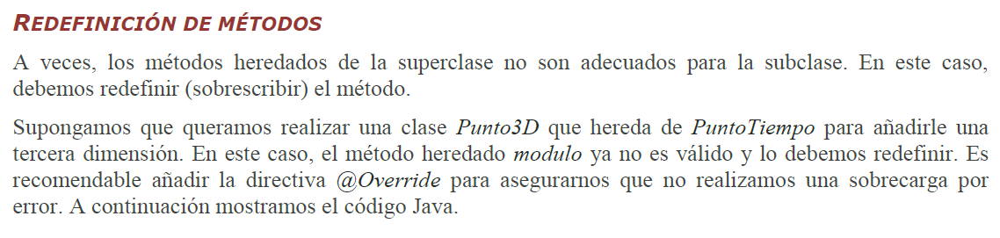 REDEFINICIÓN DE MÉTODOS
A veces, los métodos heredados de la superclase no son adecuados para la subclase. En este caso,
debemos redefinir (sobrescribir) el método.
Supongamos que queramos realizar una clase Punto3D que hereda de PuntoTiempo para añadirle una
tercera dimensión. En este caso, el método heredado modulo ya no es válido y lo debemos redefinir. Es
recomendable añadir la directiva @Override para asegurarnos que no realizamos una sobrecarga por
error. A continuación mostramos el código Java.